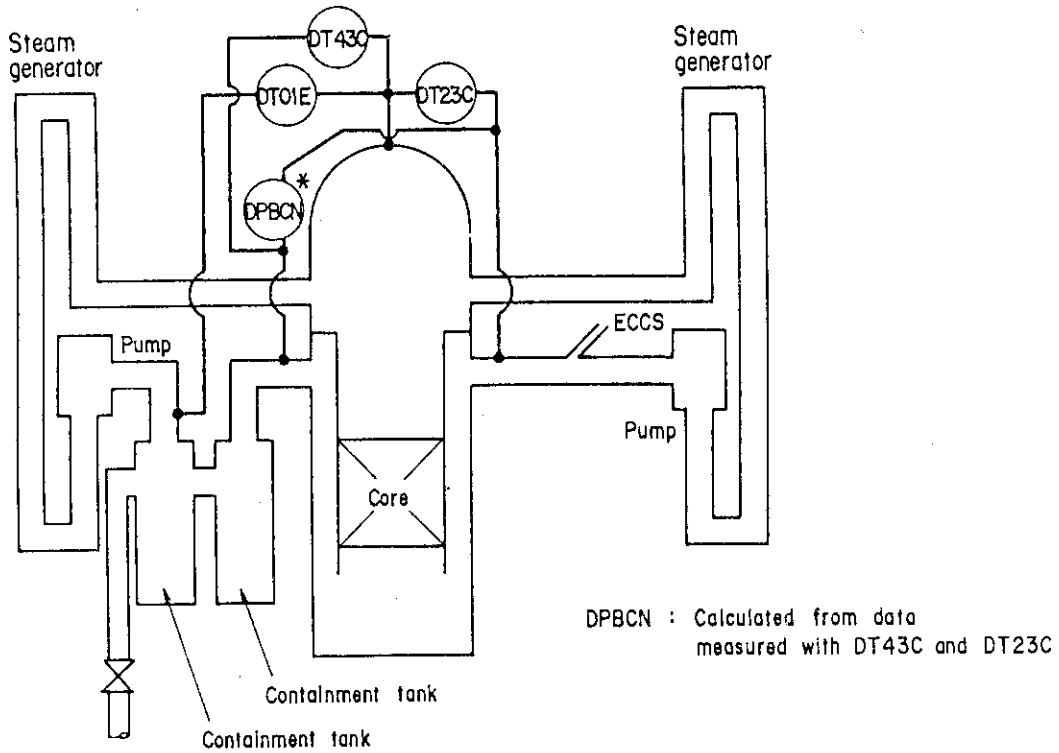 Steam
generator
DT43C
Steam
generator
DT01E
DT23C
*
DPBCN
ECCS
Pump
Pump
Core
DPBCN : Calculated from data
measured with DT43C and DT23C
Containment tank
Containment tank